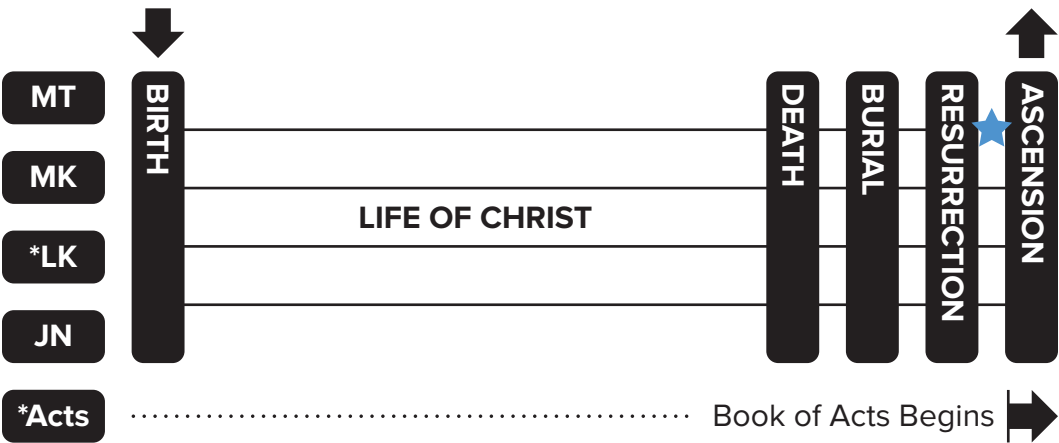 MT
MK
*LK
JN
*Acts
BIRTH
LIFE OF CHRIST
DEATH
BURIAL
RESURRECTION
ASCENSION
Book of Acts Begins